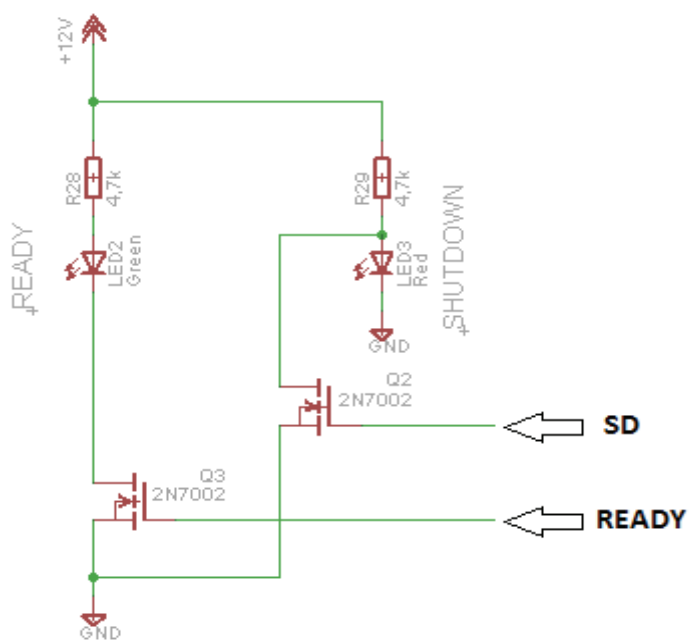 +12V
R28
4,7k
R29
4,7k
READY
LED2
Green
LED3
Red
SHUTDOWN
GND
Q2
2N7002
SD
Q3
2N7002
READY
GND